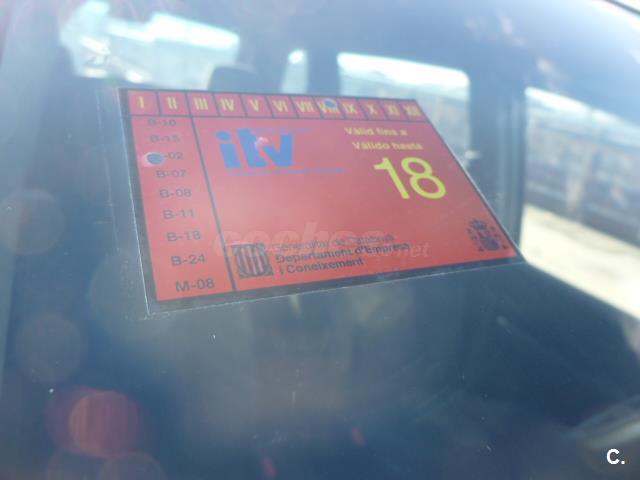 I II III IV V VI VII VIII IX X XI XII
B-10
B-15
-02
B-07
B-08
B-11
B-18
B-24
M-08
itv
Vàlid fins a
Válido hasta
18
Generalitat de Catalunya
Departament d'Empresa
i Coneixement
coches.net
C.